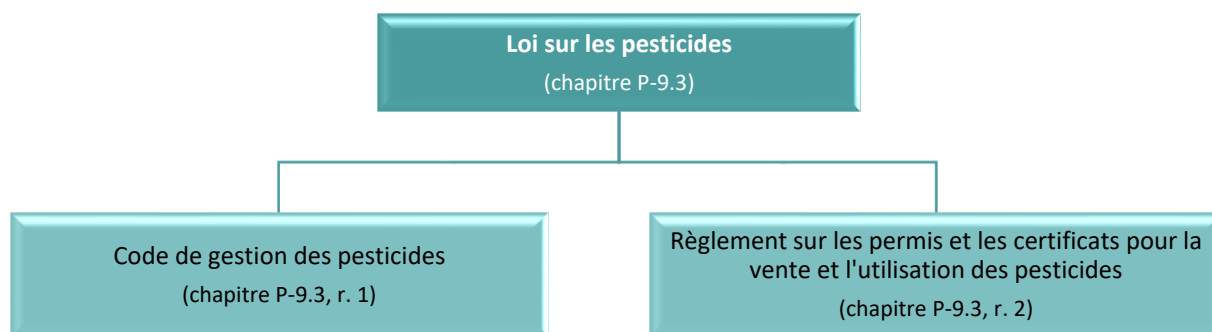 Loi sur les pesticides
(chapitre P-9.3)
Code de gestion des pesticides
(chapitre P-9.3, r. 1)
Règlement sur les permis et les certificats pour la
vente et l'utilisation des pesticides
(chapitre P-9.3, r. 2)